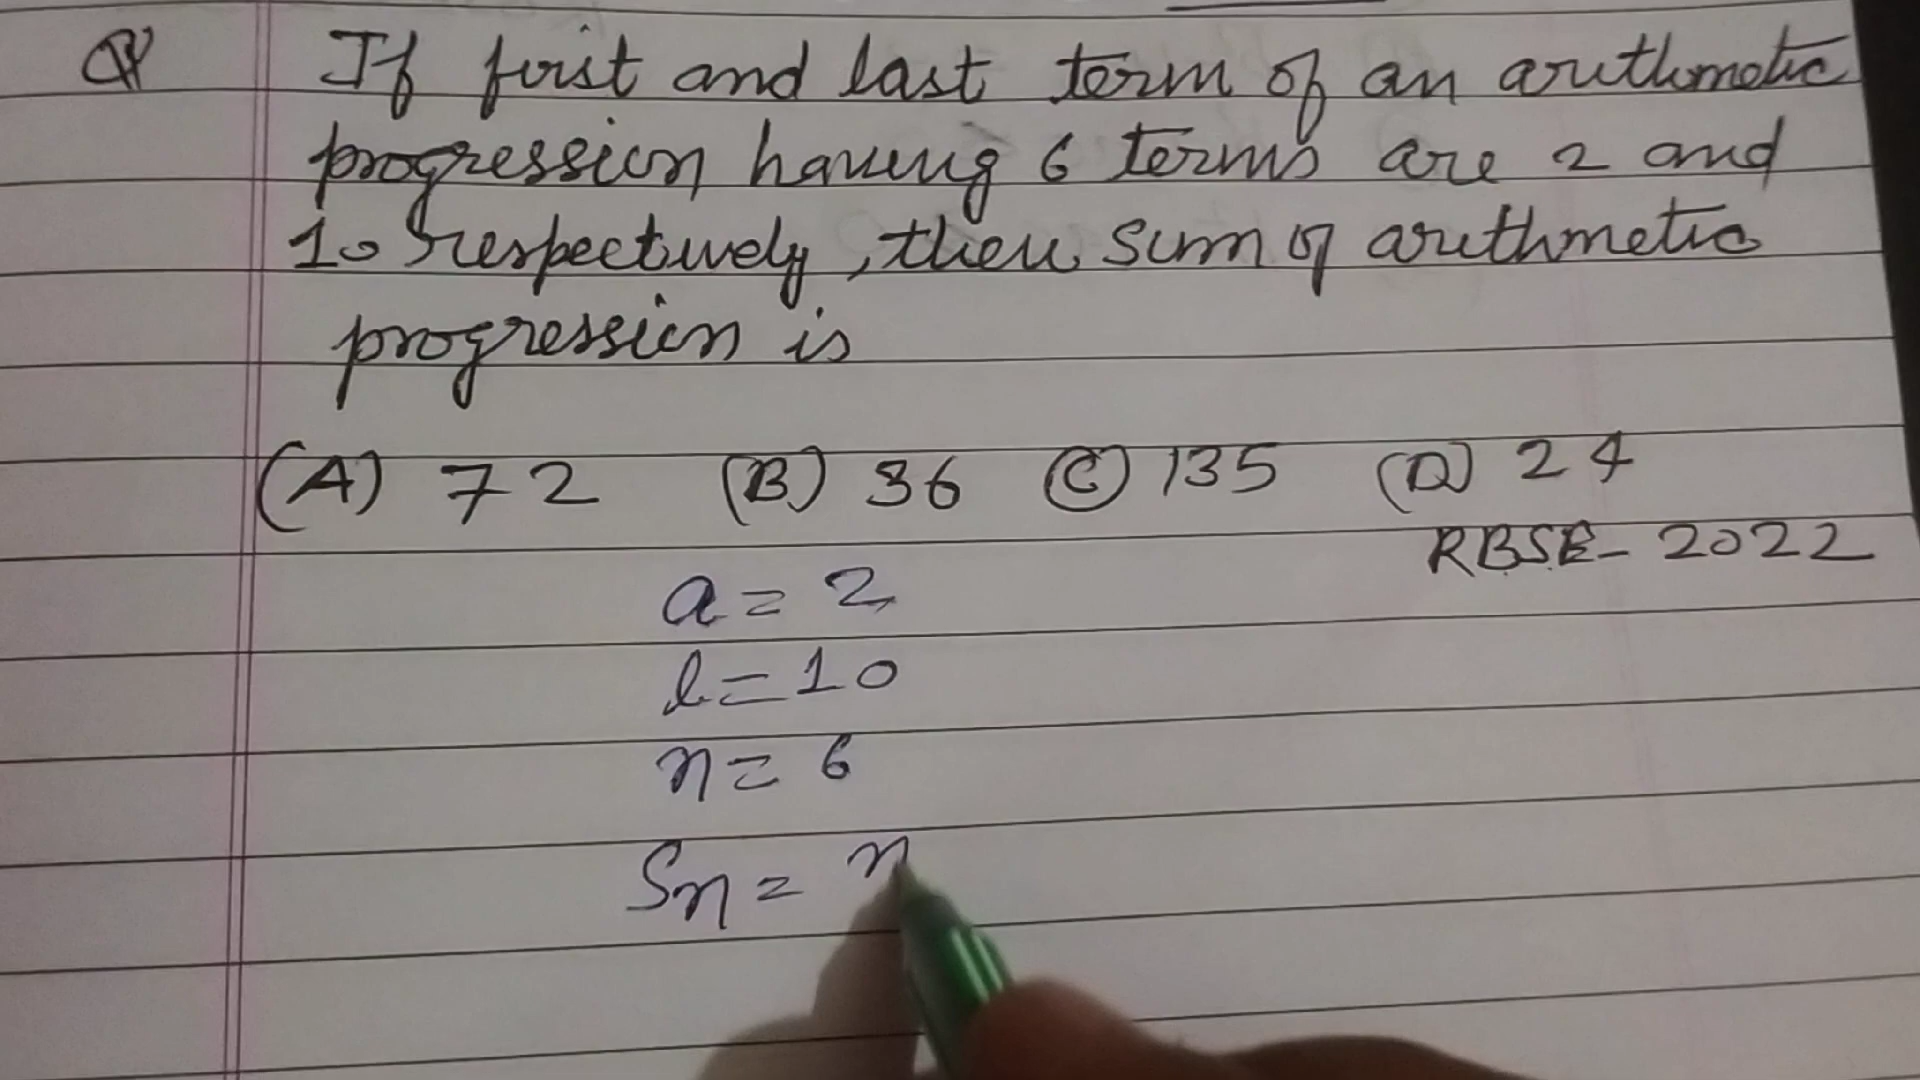 Q
If first and last term of an arithmetic
progression having 6 terms are 2 and
10 respectively, then sum of arithmetic
progression is
(A) 72 (B) 36 (C) 135 (D) 24
RBSE-2022
a = 2
l = 10
n = 6
Sn = n